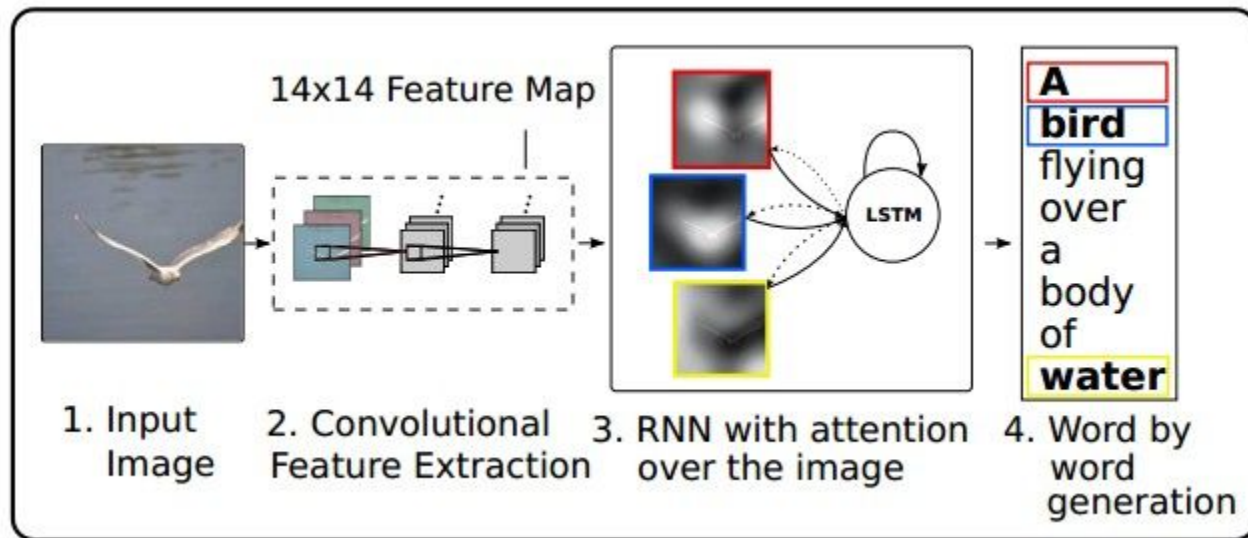 14x14 Feature Map
LSTM
A
bird
flying
over
a
body
of
water
1. Input
Image
2. Convolutional
Feature Extraction
3. RNN with attention
over the image
4. Word by
word
generation